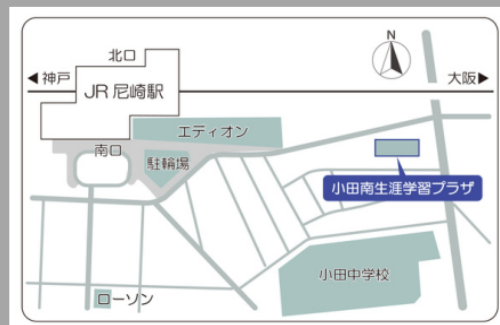 北口
N
◀神戸
大阪▶
JR尼崎駅
エディオン
南口
駐輪場
小田南生涯学習プラザ
小田中学校
ローソン